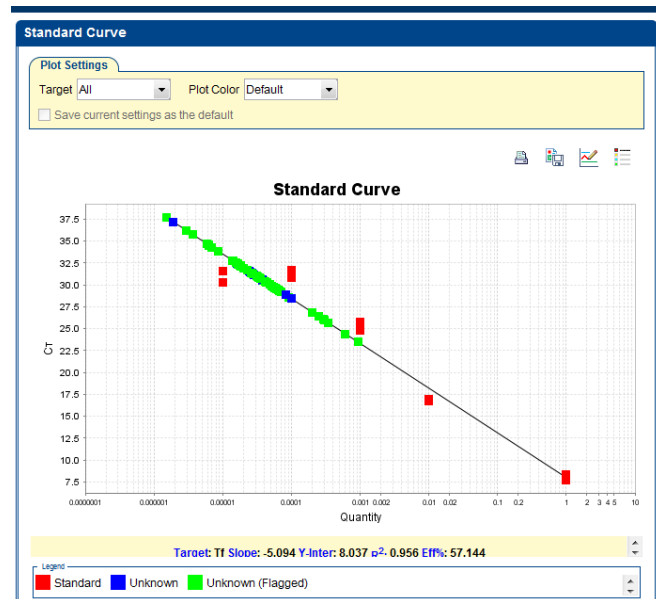 Standard Curve
Plot Settings
Target All Plot Color Default
Save current settings as the default
Standard Curve
37.5
35.0
32.5
30.0
27.5
25.0
22.5
20.0
17.5
15.0
12.5
10.0
7.5
CT
0.0000001 0.000001 0.00001 0.0001 0.001 0.002 0.01 0.02 0.1 0.2 1 2 3 4 5 10
Quantity
Target: Tf Slope: -5.094 Y-Inter: 8.037 R2: 0.956 Eff%: 57.144
Legend
Standard Unknown Unknown (Flagged)